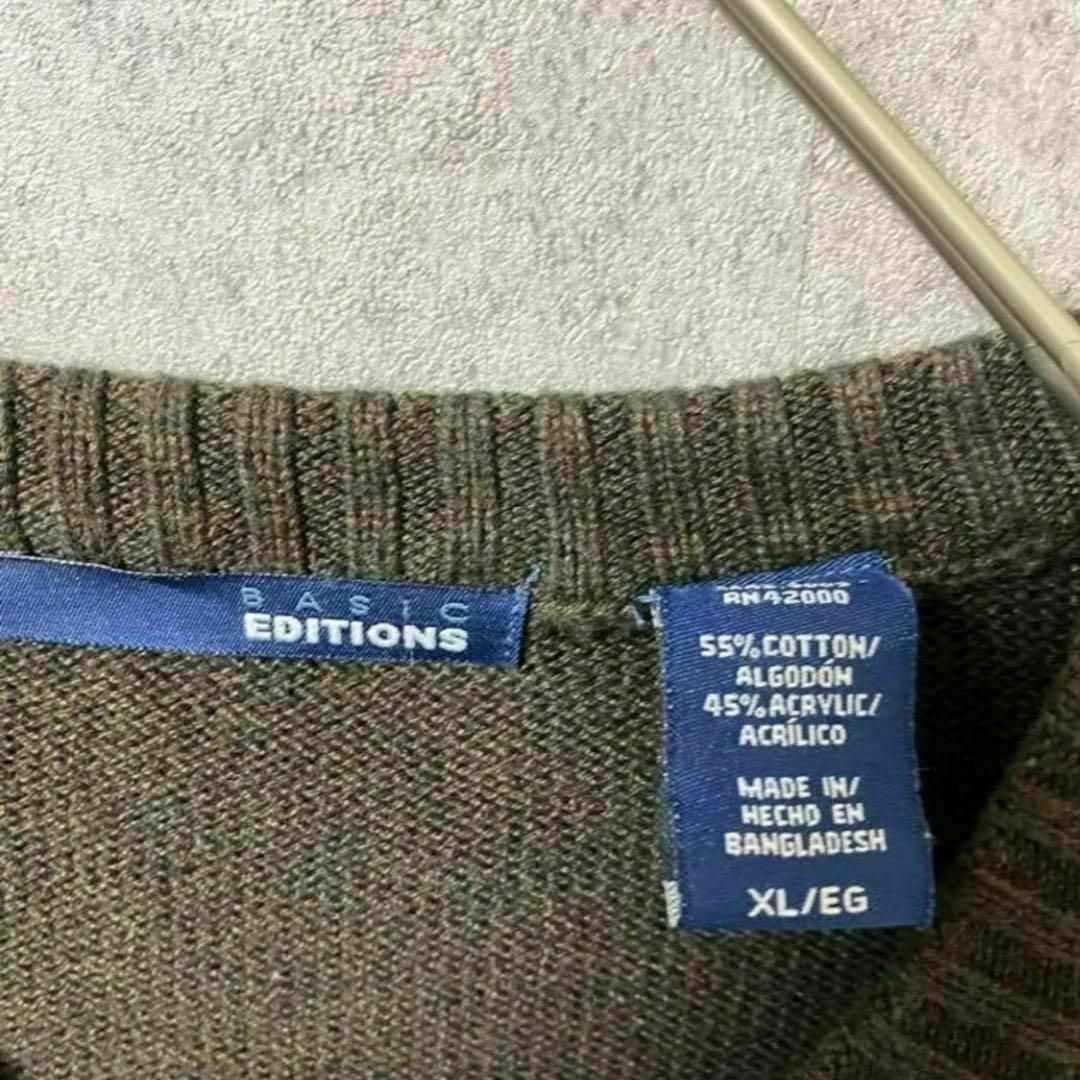 BASiC
EDITIONS
RN42000
55% COTTON/
ALGODÓN
45% ACRYLIC/
ACRÍLICO
MADE IN/
HECHO EN
BANGLADESH
XL/EG